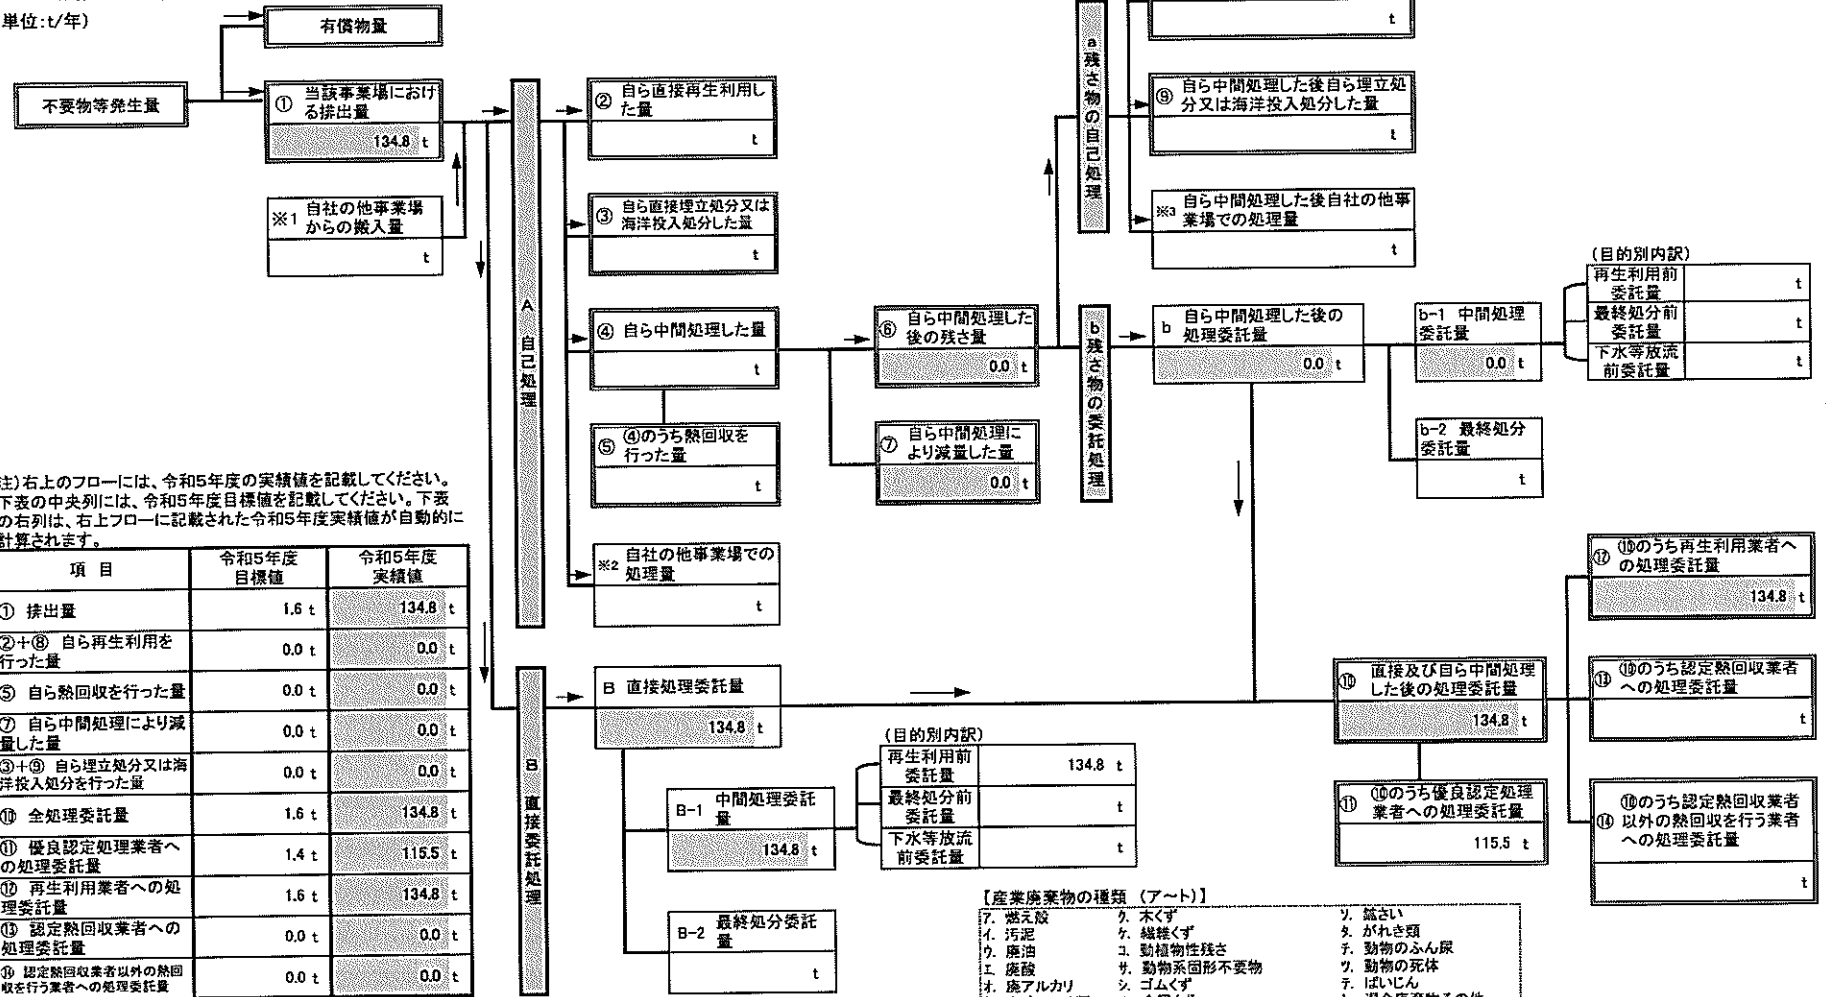 単位:t/年)
有償物量
不要物等発生量
① 当該事業場におけ
る排出量
134.8 t
※1 自社の他事業場
からの搬入量
t
A 自己処理
② 自ら直接再生利用し
た量
t
③ 自ら直接埋立処分又は
海洋投入処分した量
t
④ 自ら中間処理した量
t
⑤ ④のうち熱回収を
行った量
t
※2 自社の他事業場での
処理量
t
⑥ 自ら中間処理した
後の残さ量
0.0 t
⑦ 自ら中間処理に
より減量した量
0.0 t
a 残さ物の自己処理
t
⑨ 自ら中間処理した後自ら埋立処
分又は海洋投入処分した量
t
※3 自ら中間処理した後自社の他事
業場での処理量
t
b 残さ物の委託処理
b 自ら中間処理した後の
処理委託量
0.0 t
b-1 中間処理
委託量
0.0 t
(目的別内訳)
再生利用前
委託量 t
最終処分前
委託量 t
下水等放流
前委託量 t
b-2 最終処分
委託量
t
注)右上のフローには、令和5年度の実績値を記載してください。
下表の中央列には、令和5年度目標値を記載してください。下表
の右列は、右上フローに記載された令和5年度実績値が自動的に
計算されます。
項 目 令和5年度
目標値 令和5年度
実績値
① 排出量 1.6 t 134.8 t
②+⑧ 自ら再生利用を
行った量 0.0 t 0.0 t
⑤ 自ら熱回収を行った量 0.0 t 0.0 t
⑦ 自ら中間処理により減
量した量 0.0 t 0.0 t
③+⑨ 自ら埋立処分又は海
洋投入処分を行った量 0.0 t 0.0 t
⑩ 全処理委託量 1.6 t 134.8 t
⑪ 優良認定処理業者へ
の処理委託量 1.4 t 115.5 t
⑫ 再生利用業者への処
理委託量 1.6 t 134.8 t
⑬ 認定熱回収業者への
処理委託量 0.0 t 0.0 t
⑭ 認定熱回収業者以外の熱回
収を行う業者への処理委託量 0.0 t 0.0 t
B 直接委託処理
B 直接処理委託量
134.8 t
B-1 中間処理委託
量
134.8 t
(目的別内訳)
再生利用前
委託量 134.8 t
最終処分前
委託量 t
下水等放流
前委託量 t
B-2 最終処分委託
量
t
⑩ 直接及び自ら中間処理
した後の処理委託量
134.8 t
⑪ ⑩のうち優良認定処理
業者への処理委託量
115.5 t
⑫ ⑩のうち再生利用業者へ
の処理委託量
134.8 t
⑬ ⑩のうち認定熱回収業者
への処理委託量
t
⑭ ⑩のうち認定熱回収業者
以外の熱回収を行う業者
への処理委託量
t
【産業廃棄物の種類 (ア~ト)】
ア. 燃え殻 ク. 木くず ソ. 鉱さい
イ. 汚泥 ケ. 繊維くず タ. がれき類
ウ. 廃油 コ. 動植物性残さ チ. 動物のふん尿
エ. 廃酸 サ. 動物系固形不要物 ツ. 動物の死体
オ. 廃アルカリ シ. ゴムくず テ. ばいじん